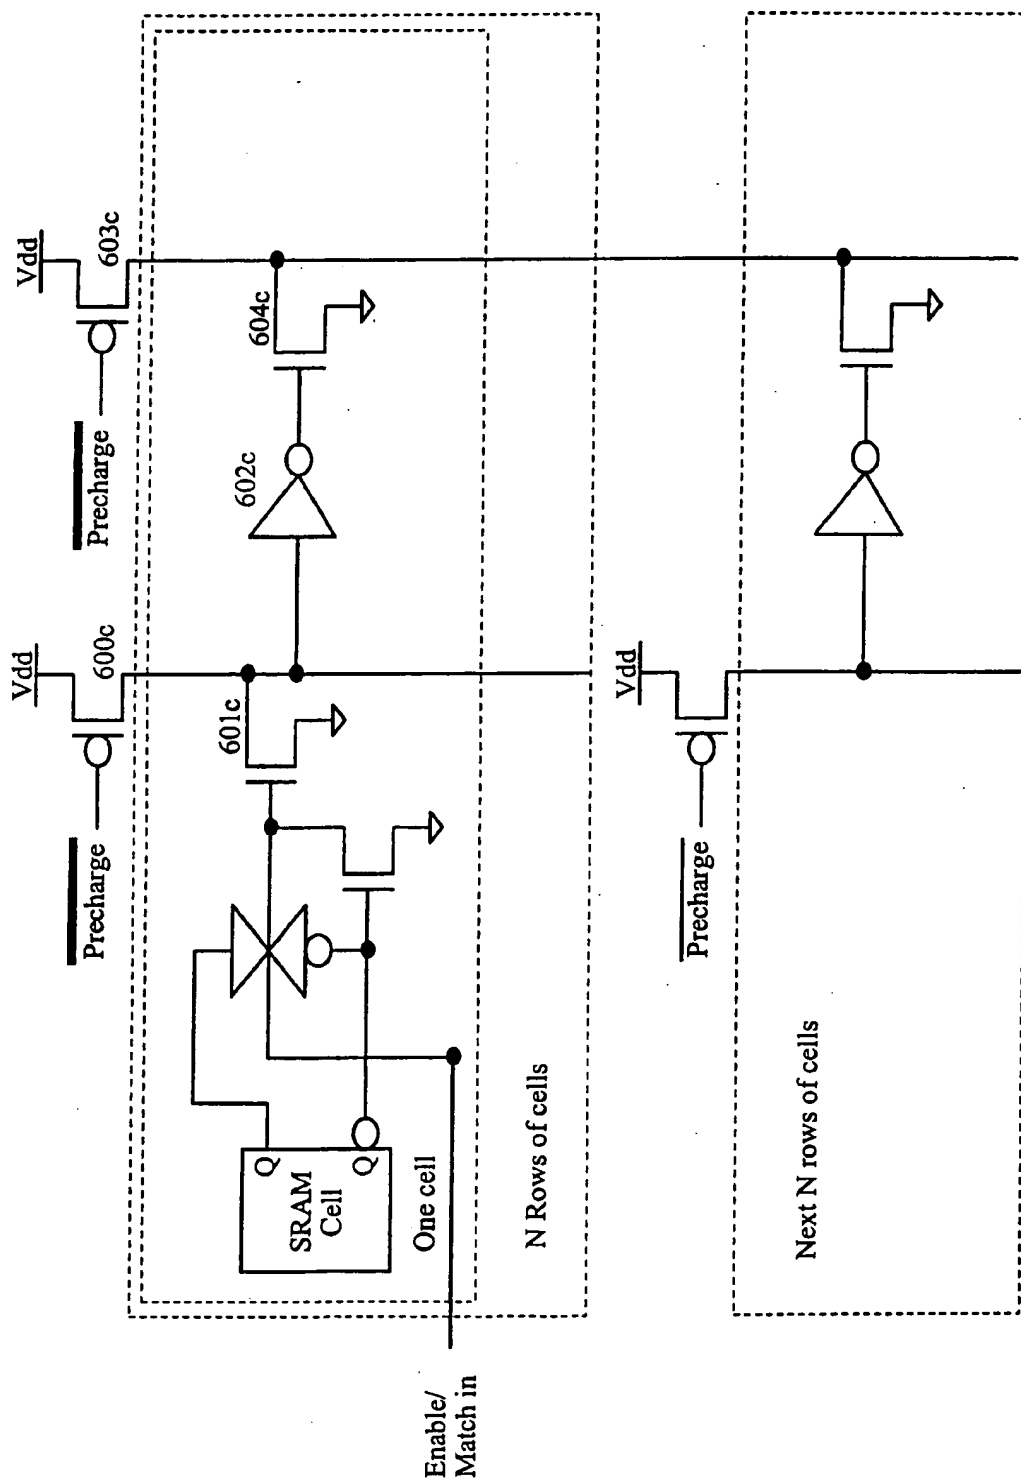 Vdd
603c
Precharge
604c
602c
Vdd
600c
Precharge
601c
Q
SRAM
Cell
Q
One cell
N Rows of cells
Enable/
Match in
Vdd
Precharge
Next N rows of cells